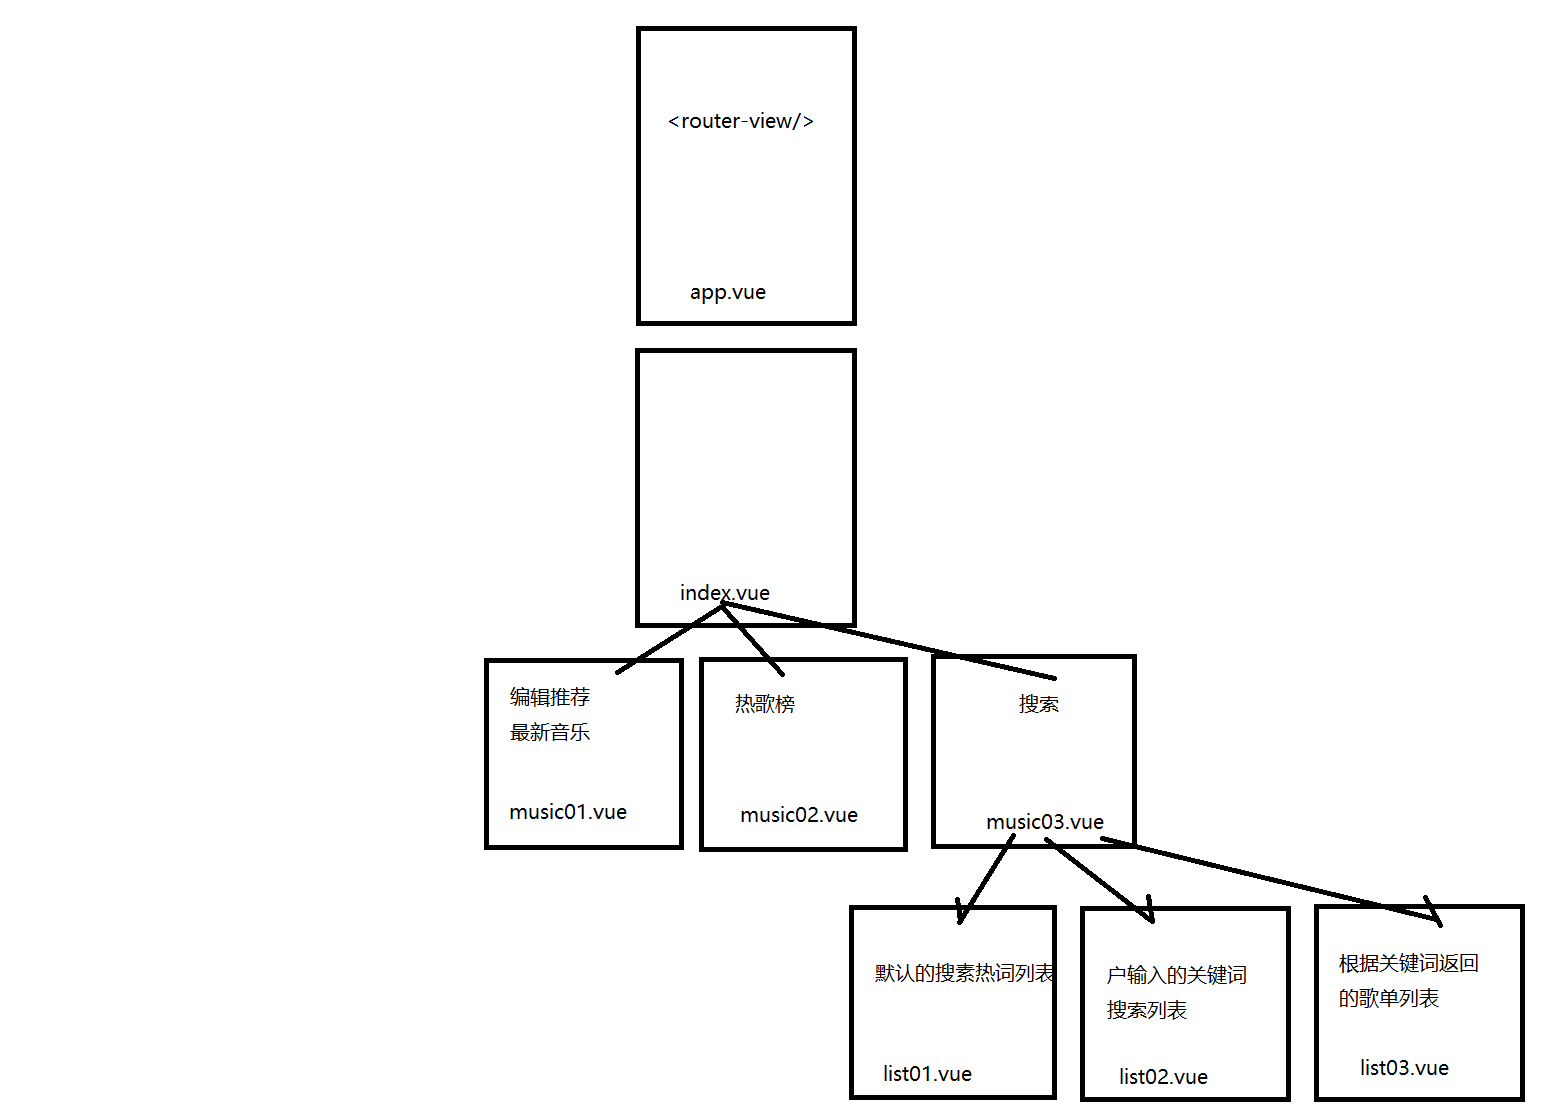 <router-view/>
app.vue
index.vue
编辑推荐
最新音乐
music01.vue
热歌榜
music02.vue
搜索
music03.vue
默认的搜素热词列表
list01.vue
户输入的关键词
搜索列表
list02.vue
根据关键词返回
的歌单列表
list03.vue